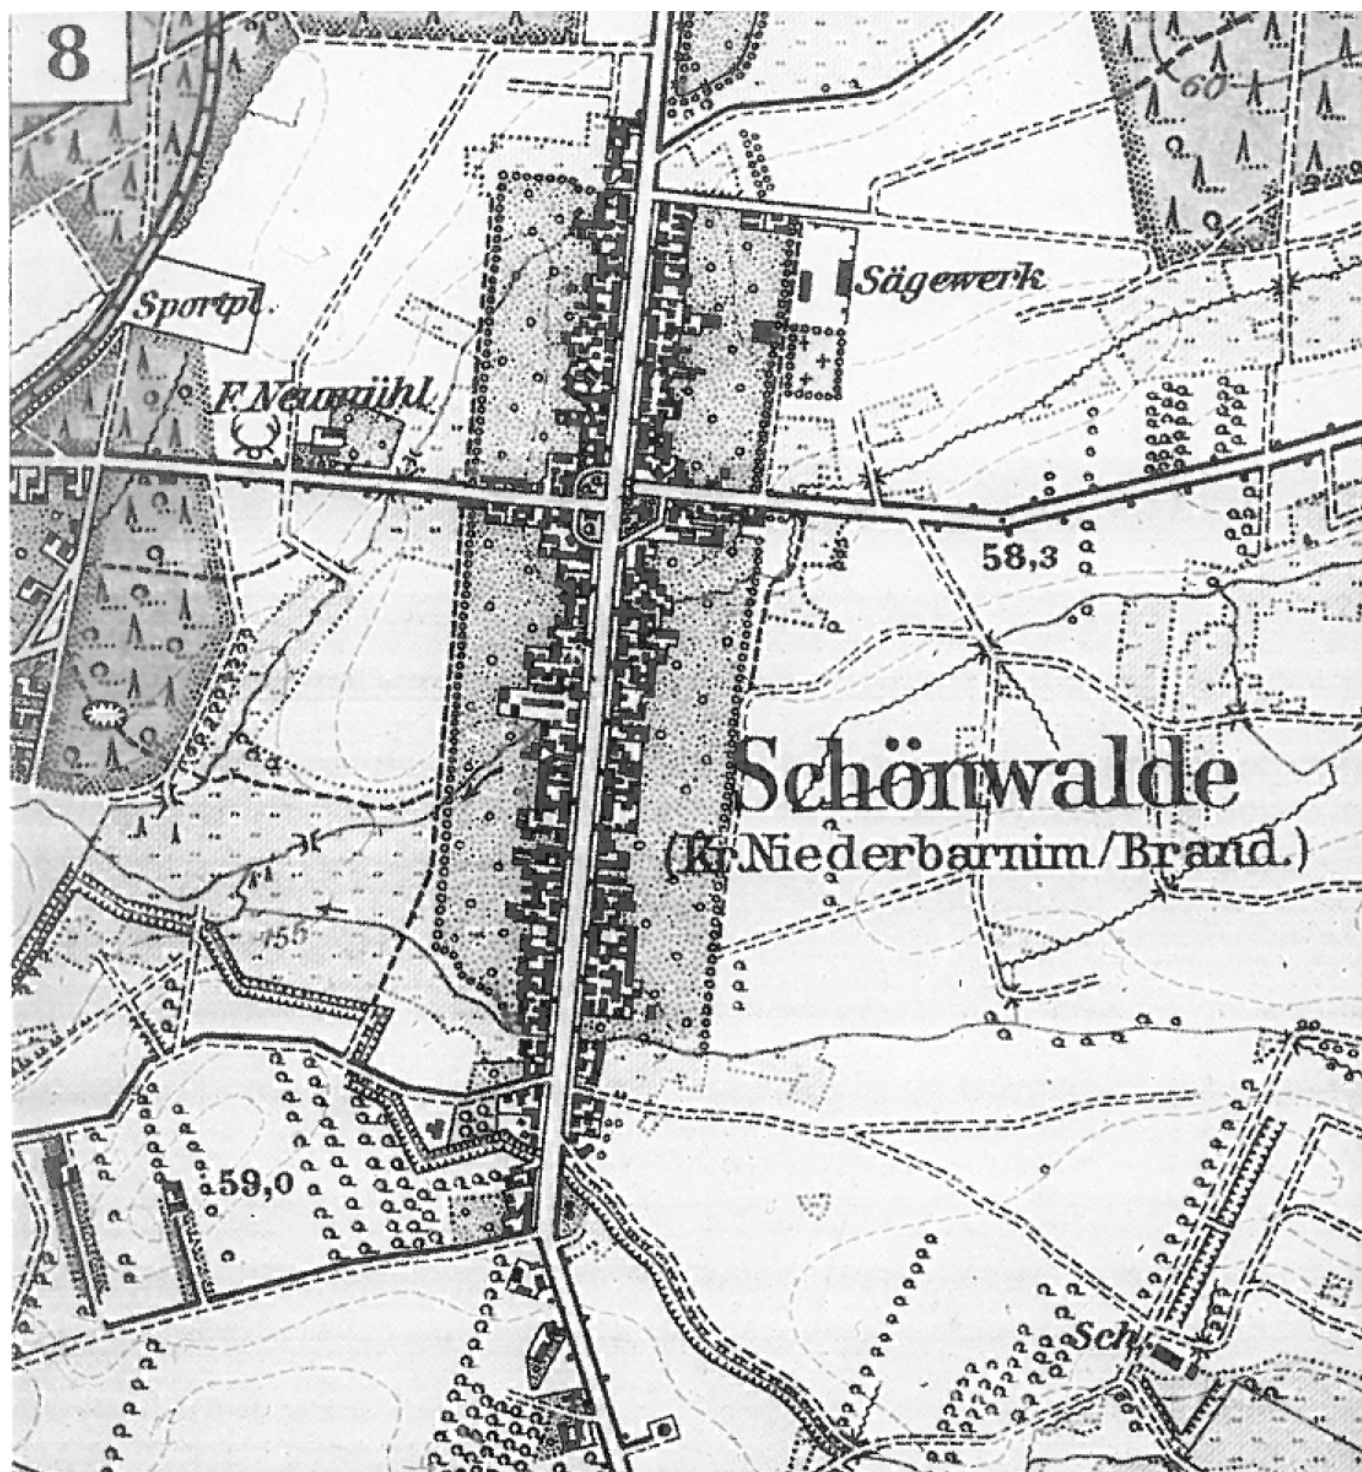 8
60
Sägewerk
Sportpl.
F. Neumühl.
58,3
Schönwalde
(Kr.Niederbarnim/Brand.)
55
59,0
Sch.